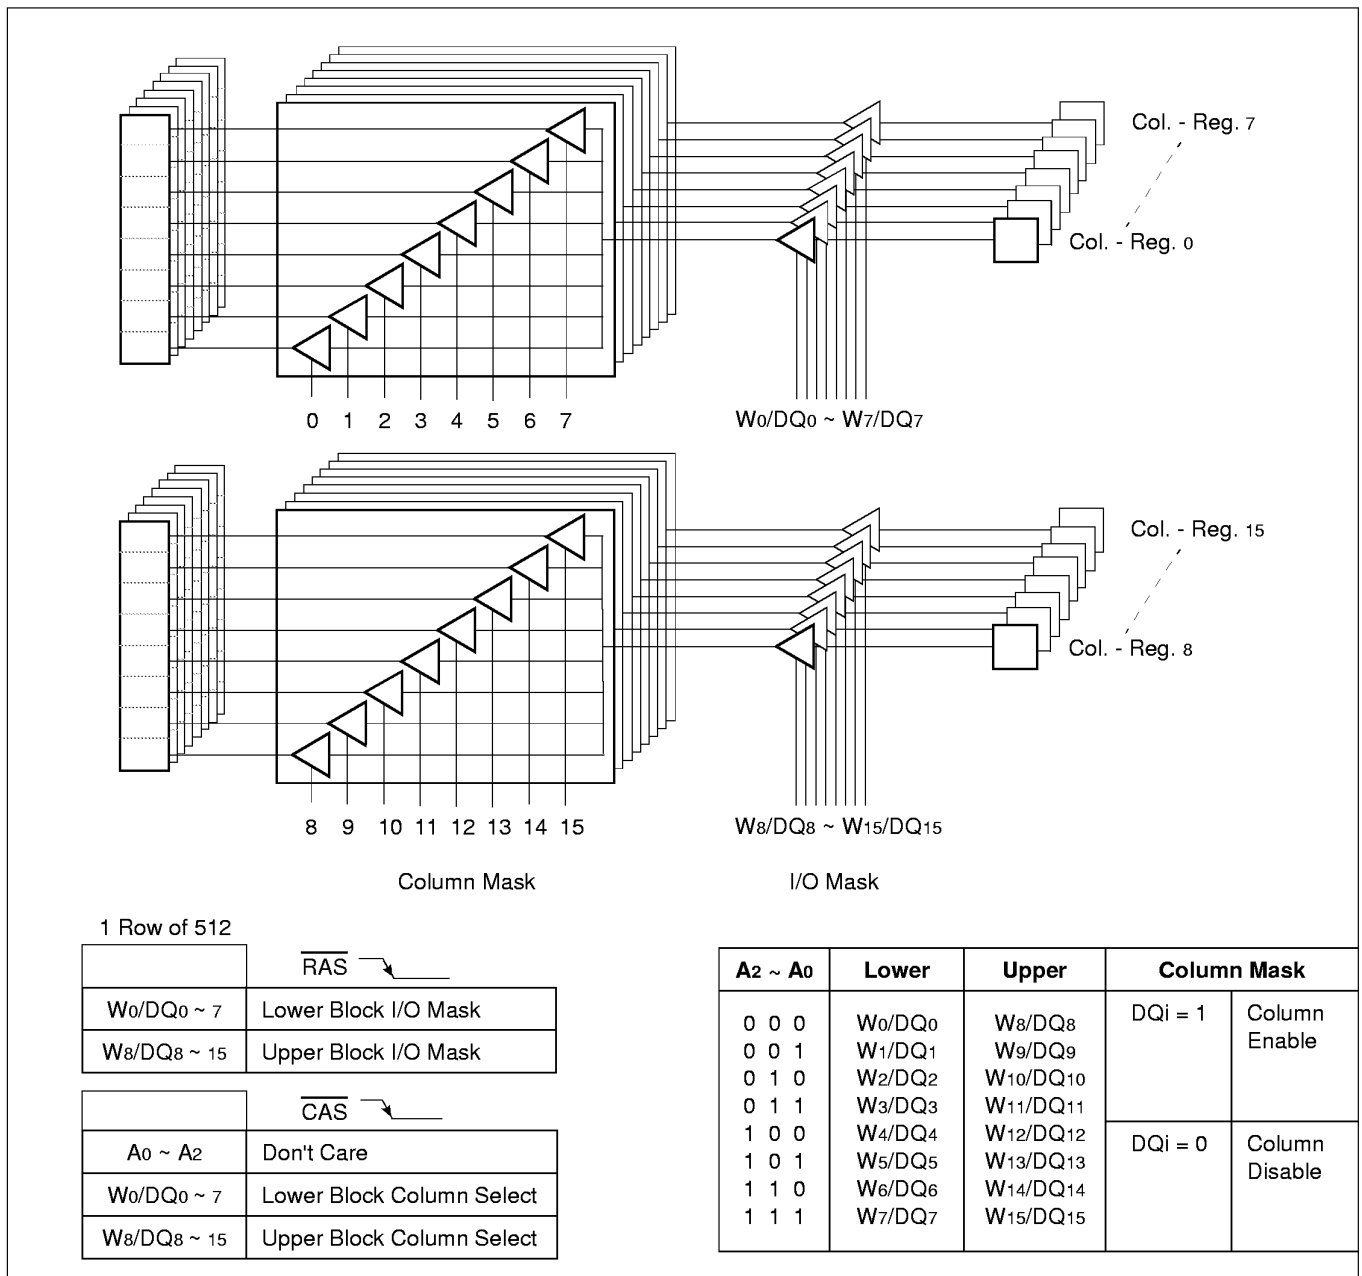 Col. - Reg. 7
Col. - Reg. 0
0 1 2 3 4 5 6 7
W0/DQ0 ~ W7/DQ7
Col. - Reg. 15
Col. - Reg. 8
8 9 10 11 12 13 14 15
W8/DQ8 ~ W15/DQ15
Column Mask
I/O Mask
1 Row of 512
RAS
W0/DQ0 ~ 7 Lower Block I/O Mask
W8/DQ8 ~ 15 Upper Block I/O Mask
CAS
A0 ~ A2 Don't Care
W0/DQ0 ~ 7 Lower Block Column Select
W8/DQ8 ~ 15 Upper Block Column Select
A2 ~ A0 Lower Upper Column Mask
0 0 0 W0/DQ0 W8/DQ8
0 0 1 W1/DQ1 W9/DQ9
0 1 0 W2/DQ2 W10/DQ10
0 1 1 W3/DQ3 W11/DQ11
1 0 0 W4/DQ4 W12/DQ12
1 0 1 W5/DQ5 W13/DQ13
1 1 0 W6/DQ6 W14/DQ14
1 1 1 W7/DQ7 W15/DQ15
DQi = 1 Column
Enable
DQi = 0 Column
Disable